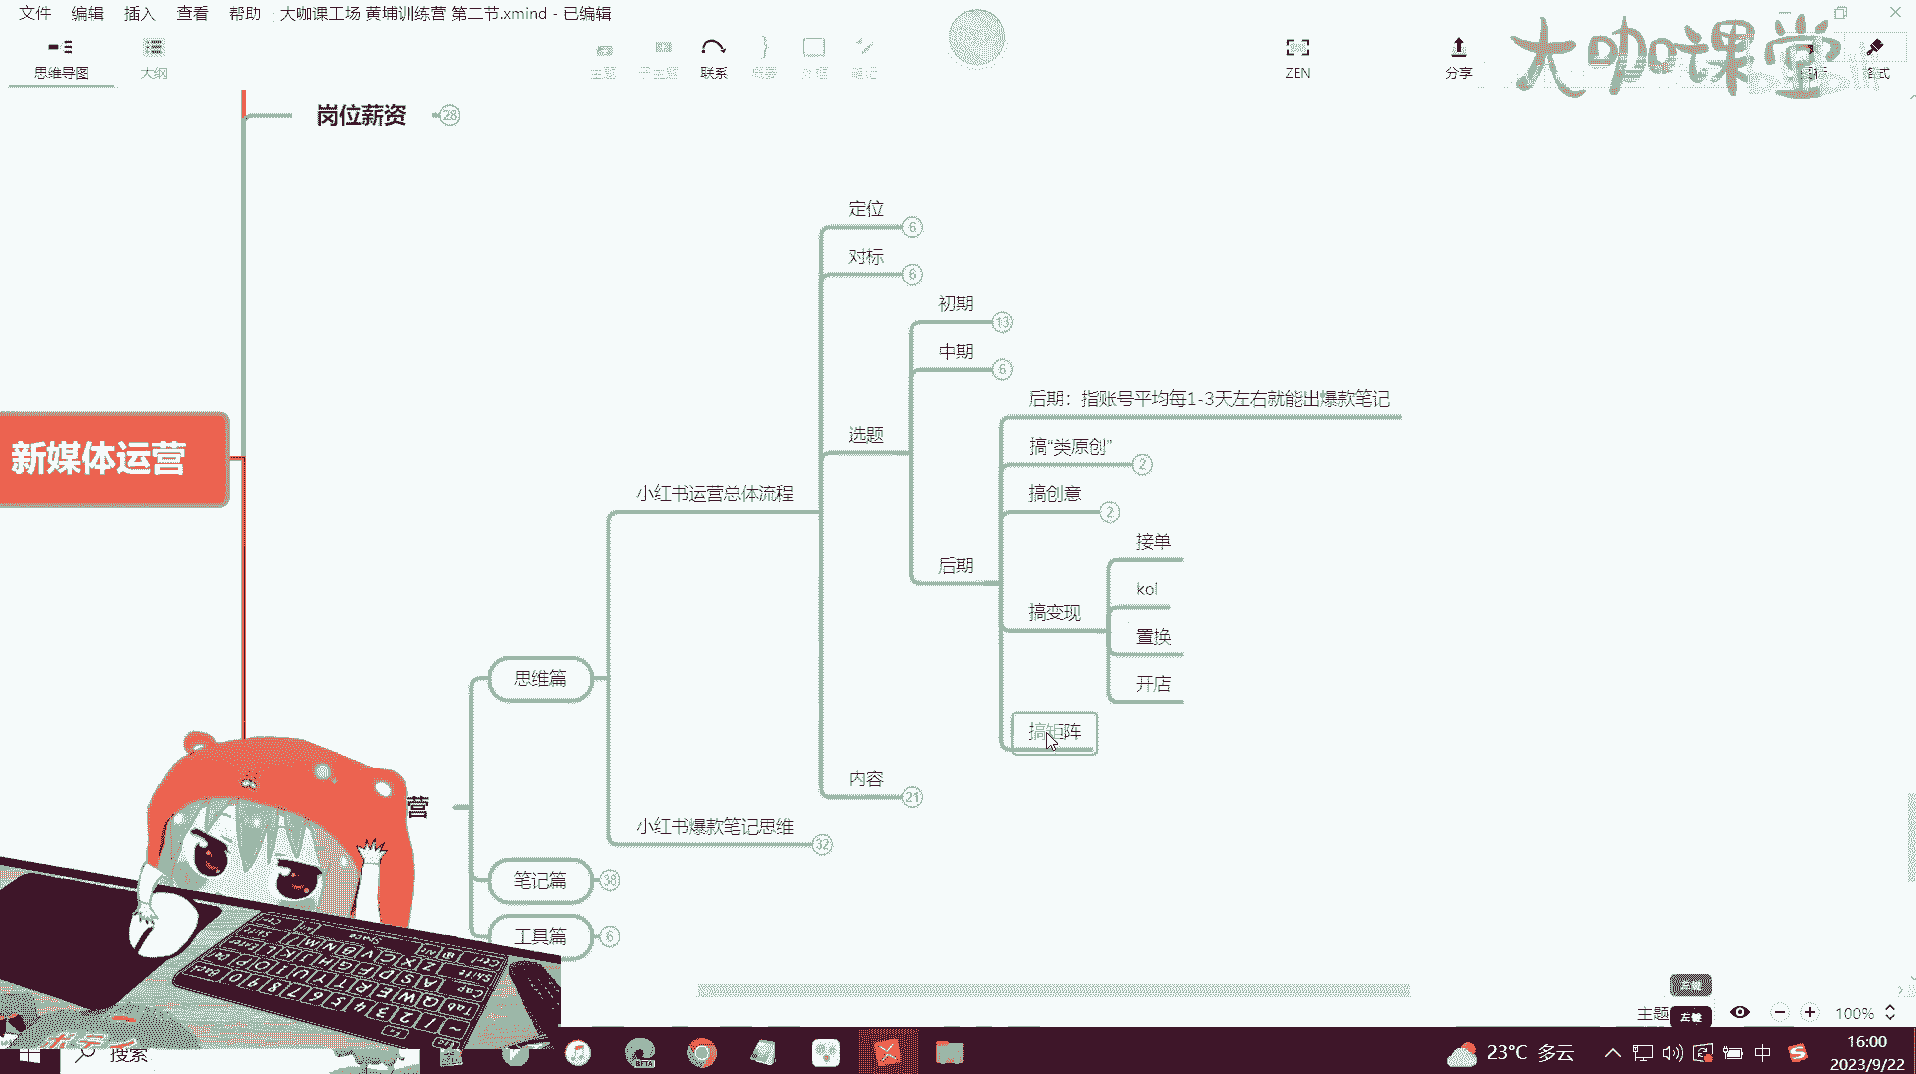 文件 编辑 插入 查看 帮助 大咖课工场 黄埔训练营 第二节.xmind - 已编辑
思维导图 大纲 主题 子主题 联系 概要 外框 笔记 ZEN 分享 格式
大咖课堂
岗位薪资 28
定位 6
对标 6
初期 13
中期 6
后期：指账号平均每1-3天左右就能出爆款笔记
选题
搞“类原创” 2
新媒体运营
小红书运营总体流程
搞创意 2
接单
后期
kol
搞变现
置换
思维篇
开店
搞矩阵
内容 21
营
小红书爆款笔记思维 32
笔记篇 38
工具篇 6
左键
主题
左键
100%
搜索
23°C 多云
中
16:00
2023/9/22